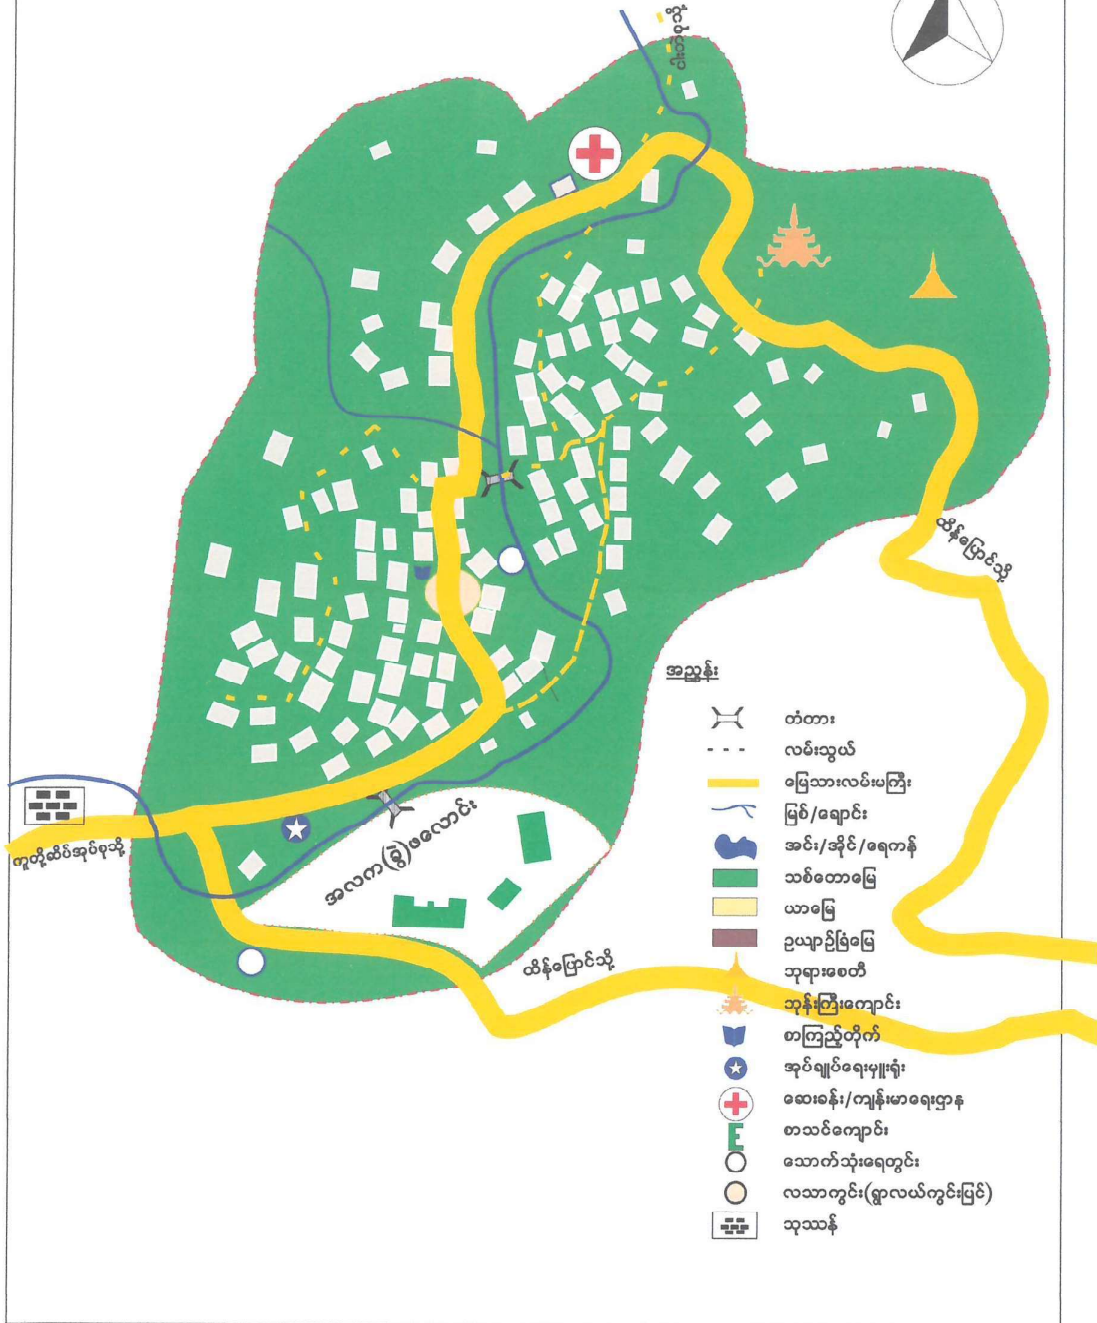 ငါးတံစုကို့
ထိန်ပြောင်သို့
ကူတို့ဆိပ်အုပ်စုသို့
အလက(ခွဲ)ဖလောင်း
ထိန်ပြောင်သို့
အညွှန်း
တံတား
လမ်းသွယ်
မြေသားလမ်းမကြီး
မြစ်/ချောင်း
အင်း/အိုင်/ရေကန်
သစ်တောမြေ
ယာမြေ
ဥယျာဉ်ခြံမြေ
ဘုရားစေတီ
ဘုန်းကြီးကျောင်း
စာကြည့်တိုက်
အုပ်ချုပ်ရေးမှူးရုံး
ဆေးခန်း/ကျန်းမာရေးဌာန
စာသင်ကျောင်း
သောက်သုံးရေတွင်း
လသာကွင်း(ရွာလယ်ကွင်းပြင်)
သုဿန်